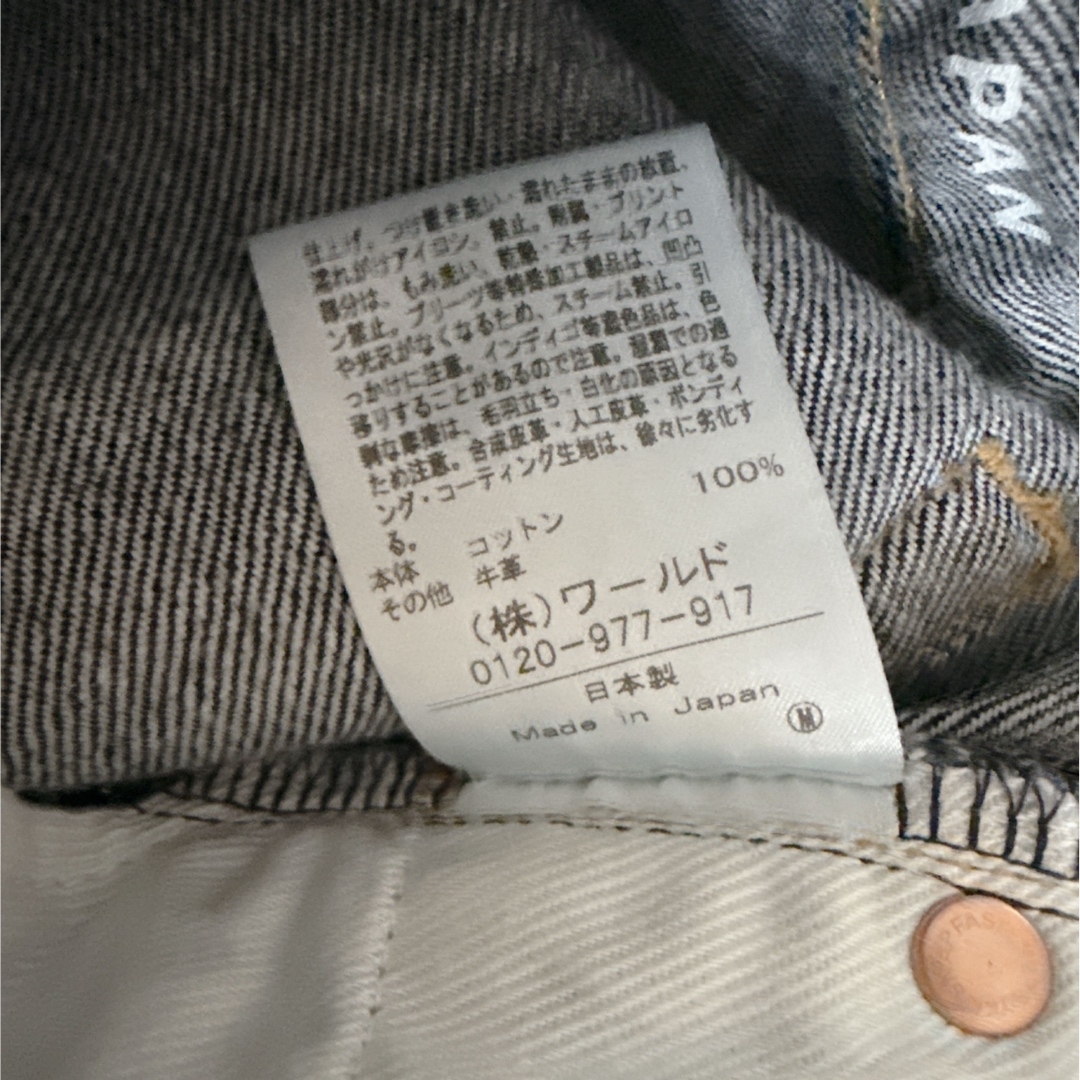 仕上げ。つけ置き洗い・濡れたままの放置、
濡れがけアイロン。禁止。附属・プリント
部分は、もみ洗い、乾燥・スチームアイロ
ン禁止。プリーツ等特殊加工製品は、凹凸
や光沢がなくなるため、スチーム禁止。引
っかけに注意。インディゴ等濃色品は、色
移りすることがあるので注意。湿潤での過
剰な摩擦は、毛羽立ち・白化の原因となる
ため注意。合成皮革・人工皮革・ボンディ
ング・コーティング生地は、徐々に劣化す
る。
本体 コットン 100%
その他 牛革
(株)ワールド
0120-977-917
日本製
Made in Japan
M
APAN